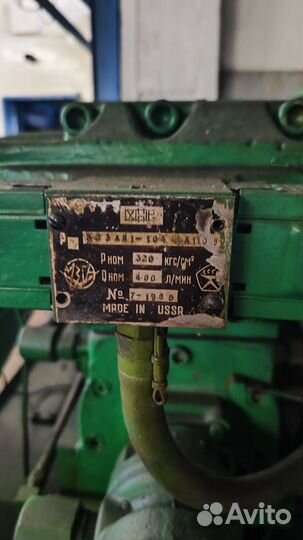 Рном 320 кгс/см²
Qном 400 л/мин
№ 7-1980
MADE IN USSR
Avito